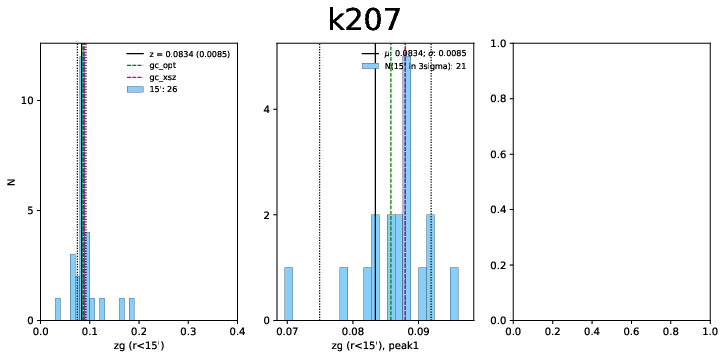 k207
z = 0.0834 (0.0085)
gc_opt
gc_xsz
15': 26
N
10
5
0
0.0 0.1 0.2 0.3 0.4
zg (r<15')
μ: 0.0834; σ: 0.0085
N(15' in 3sigma): 21
4
2
0
0.07 0.08 0.09
zg (r<15'), peak1
1.0
0.8
0.6
0.4
0.2
0.0
0.0 0.2 0.4 0.6 0.8 1.0